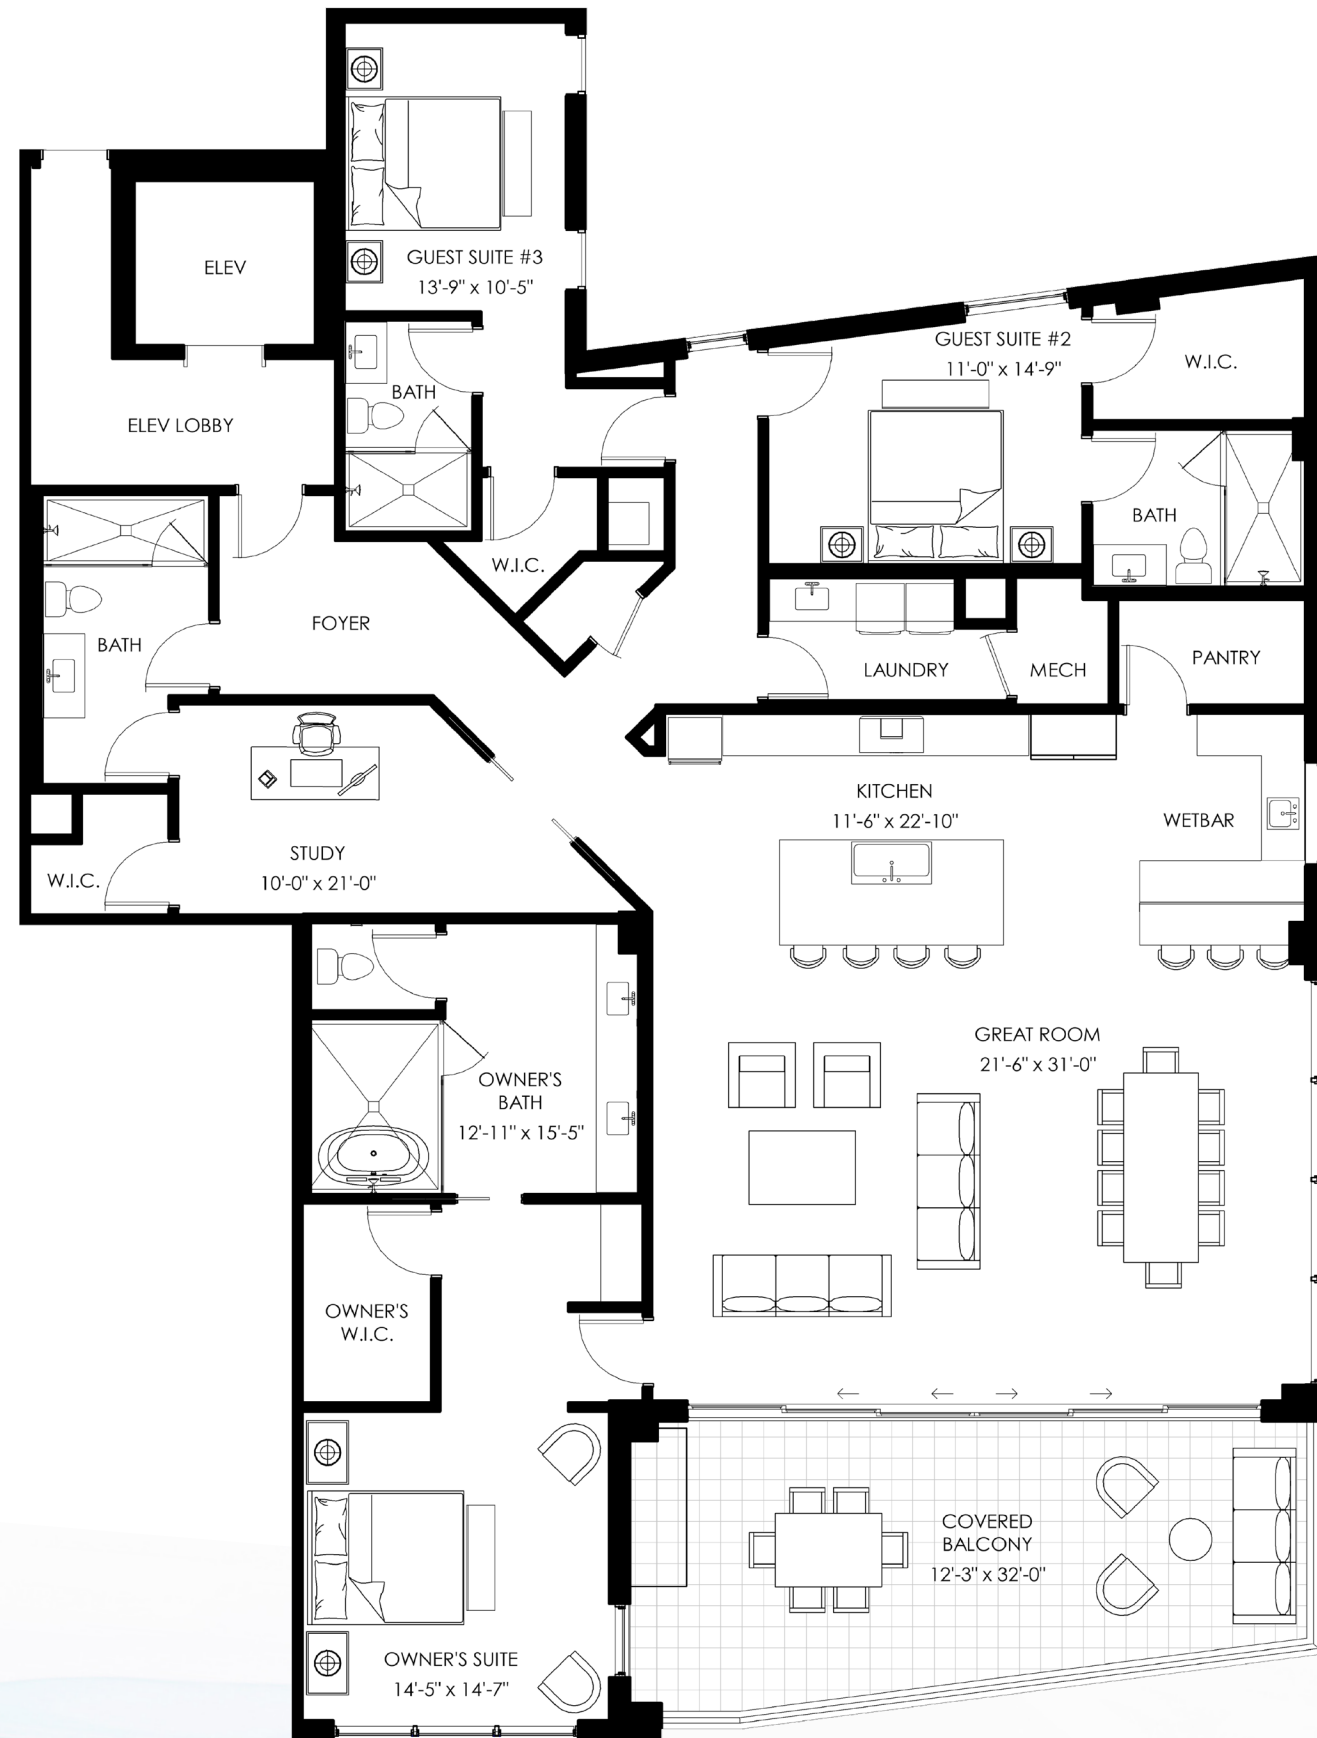 GUEST SUITE #3
13'-9" x 10'-5"
ELEV
GUEST SUITE #2
11'-0" x 14'-9"
W.I.C.
BATH
ELEV LOBBY
BATH
W.I.C.
FOYER
BATH
LAUNDRY
MECH
PANTRY
KITCHEN
11'-6" x 22'-10"
WETBAR
STUDY
10'-0" x 21'-0"
W.I.C.
GREAT ROOM
21'-6" x 31'-0"
OWNER'S
BATH
12'-11" x 15'-5"
OWNER'S
W.I.C.
COVERED
BALCONY
12'-3" x 32'-0"
OWNER'S SUITE
14'-5" x 14'-7"